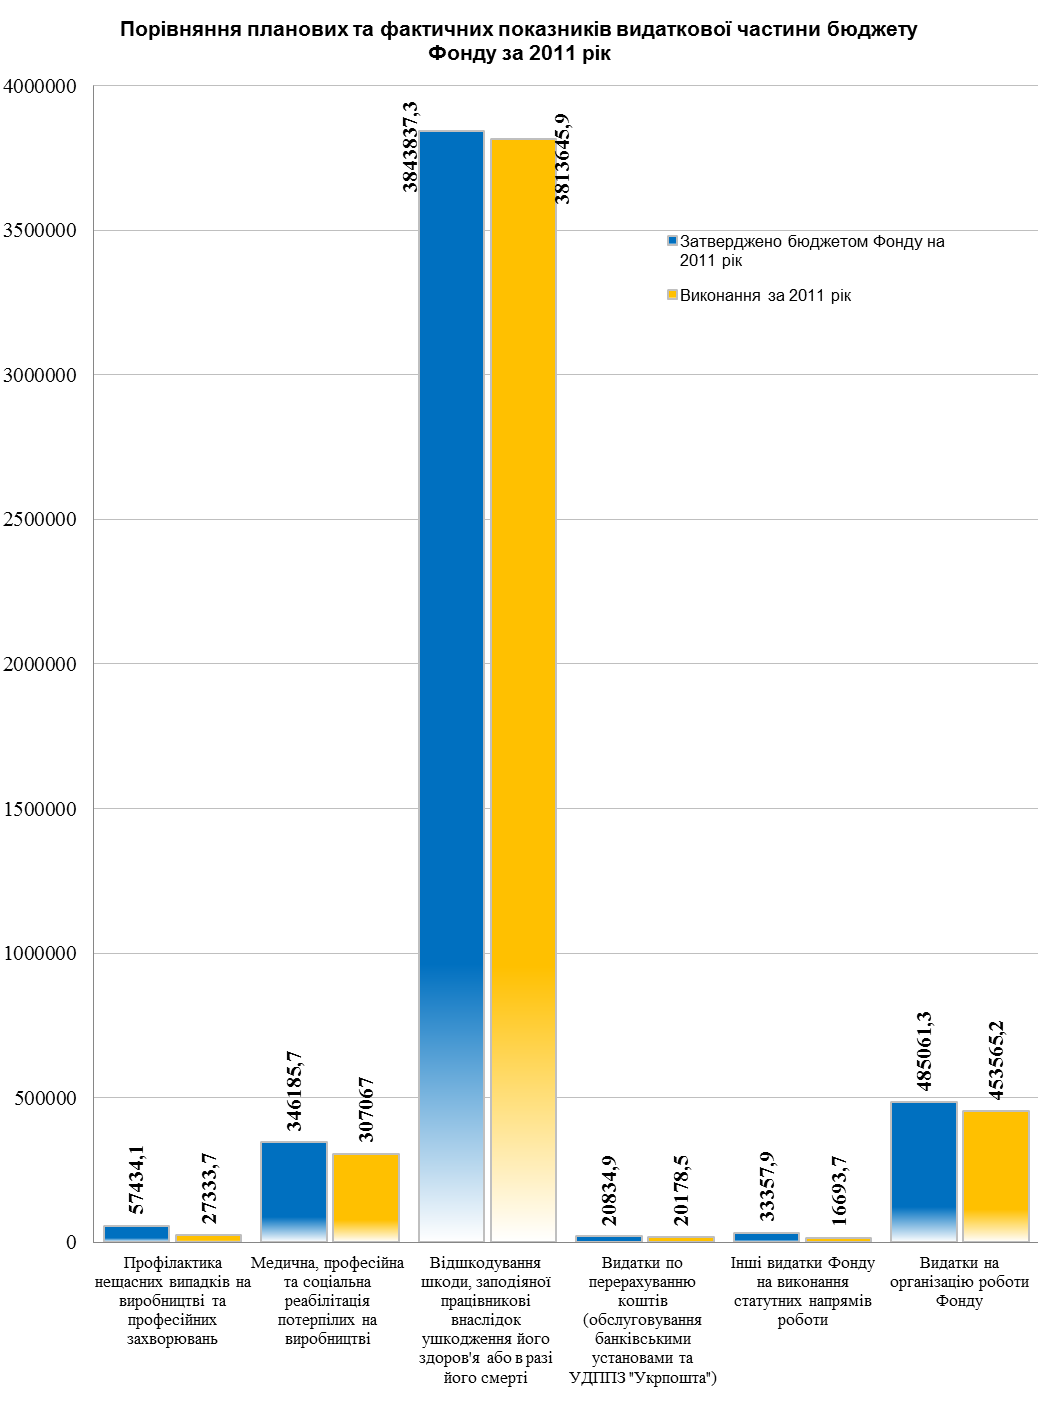 Порівняння планових та фактичних показників видаткової частини бюджету
Фонду за 2011 рік
4000000
3500000
3000000
2500000
2000000
1500000
1000000
500000
0
3843837,3
3813645,9
Затверджено бюджетом Фонду на
2011 рік
Виконання за 2011 рік
57434,1
27333,7
346185,7
307067
20834,9
20178,5
33357,9
16693,7
485061,3
453565,2
Профілактика
нещасних випадків на
виробництві та
професійних
захворювань
Медична, професійна
та соціальна
реабілітація
потерпілих на
виробництві
Відшкодування
шкоди, заподіяної
працівникові
внаслідок
ушкодження його
здоров'я або в разі
його смерті
Видатки по
перерахуванню
коштів
(обслуговування
банківськими
установами та
УДППЗ "Укрпошта")
Інші видатки Фонду
на виконання
статутних напрямів
роботи
Видатки на
організацію роботи
Фонду